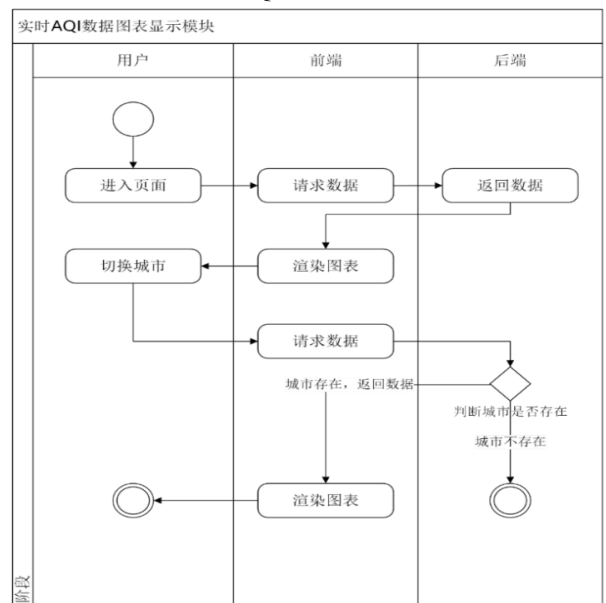 实时AQI数据图表显示模块
用户
前端
后端
进入页面
请求数据
返回数据
切换城市
渲染图表
请求数据
城市存在，返回数据
判断城市是否存在
城市不存在
渲染图表
阶段